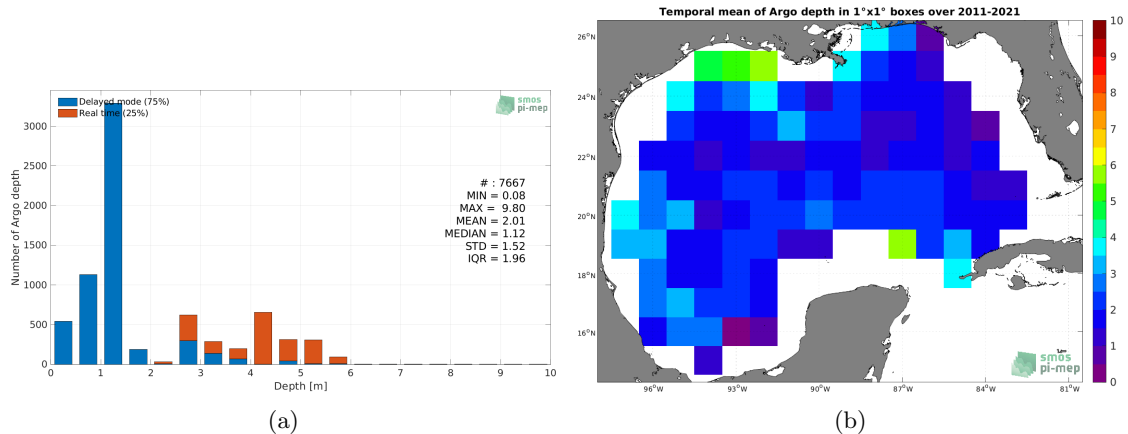 Temporal mean of Argo depth in 1°x1° boxes over 2011-2021
Delayed mode (75%)
Real time (25%)
smos
pi-mep
Number of Argo depth
3000
2500
2000
1500
1000
500
0
# : 7667
MIN = 0.08
MAX = 9.80
MEAN = 2.01
MEDIAN = 1.12
STD = 1.52
IQR = 1.96
0 1 2 3 4 5 6 7 8 9 10
Depth [m]
(a)
26°N
24°N
22°N
20°N
18°N
16°N
96°W 93°W 90°W 87°W 84°W 81°W
smos
pi-mep
10
9
8
7
6
5
4
3
2
1
0
(b)